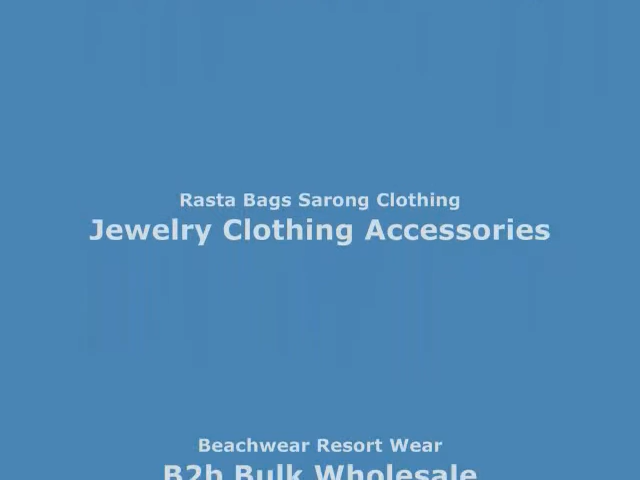 Rasta Bags Sarong Clothing
Jewelry Clothing Accessories
Beachwear Resort Wear
B2b Bulk Wholesale